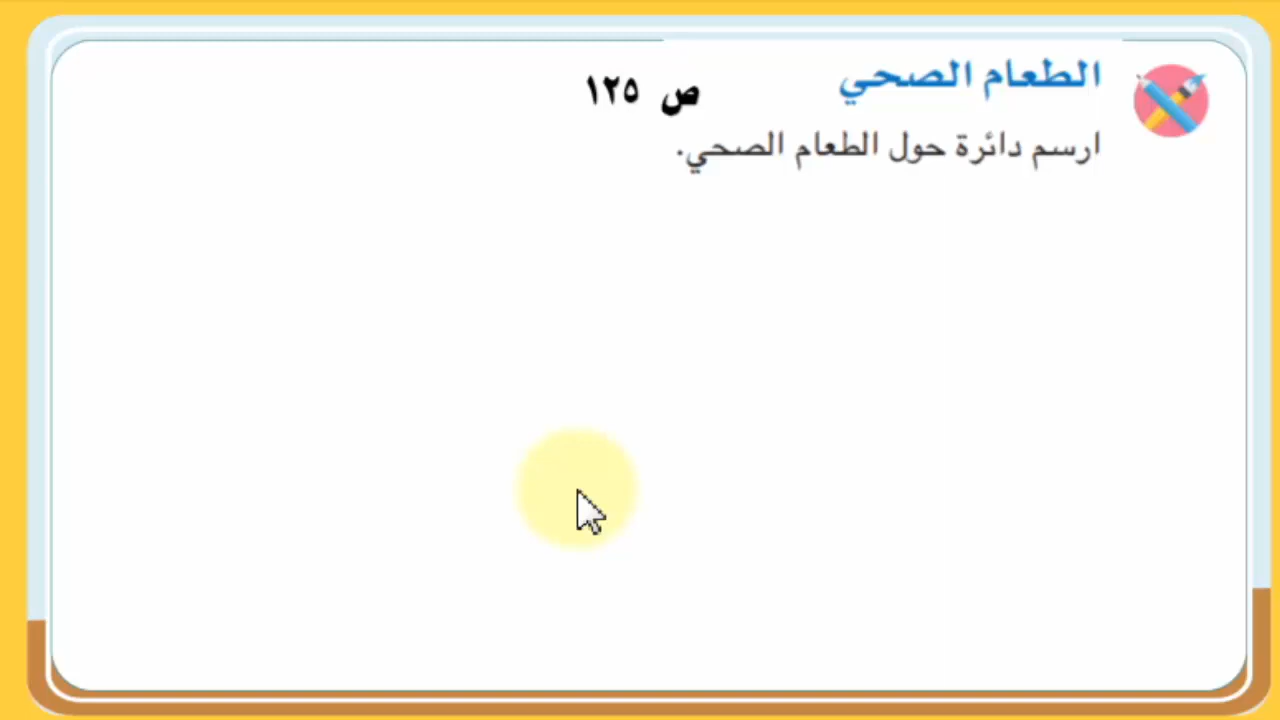 الطعام الصحي
ص ١٢٥
ارسم دائرة حول الطعام الصحي.